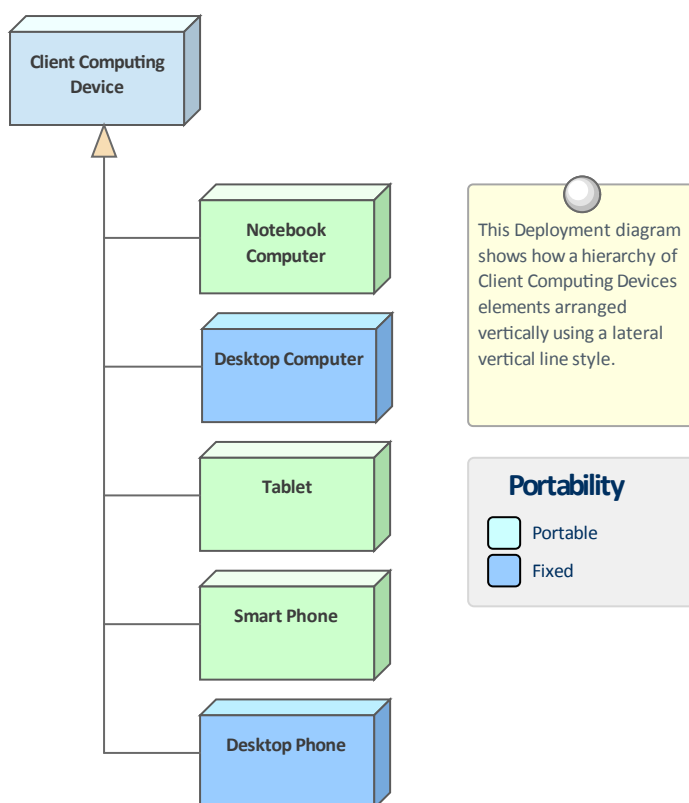 Client Computing
Device
Notebook
Computer
Desktop Computer
Tablet
Smart Phone
Desktop Phone
This Deployment diagram
shows how a hierarchy of
Client Computing Devices
elements arranged
vertically using a lateral
vertical line style.
Portability
Portable
Fixed